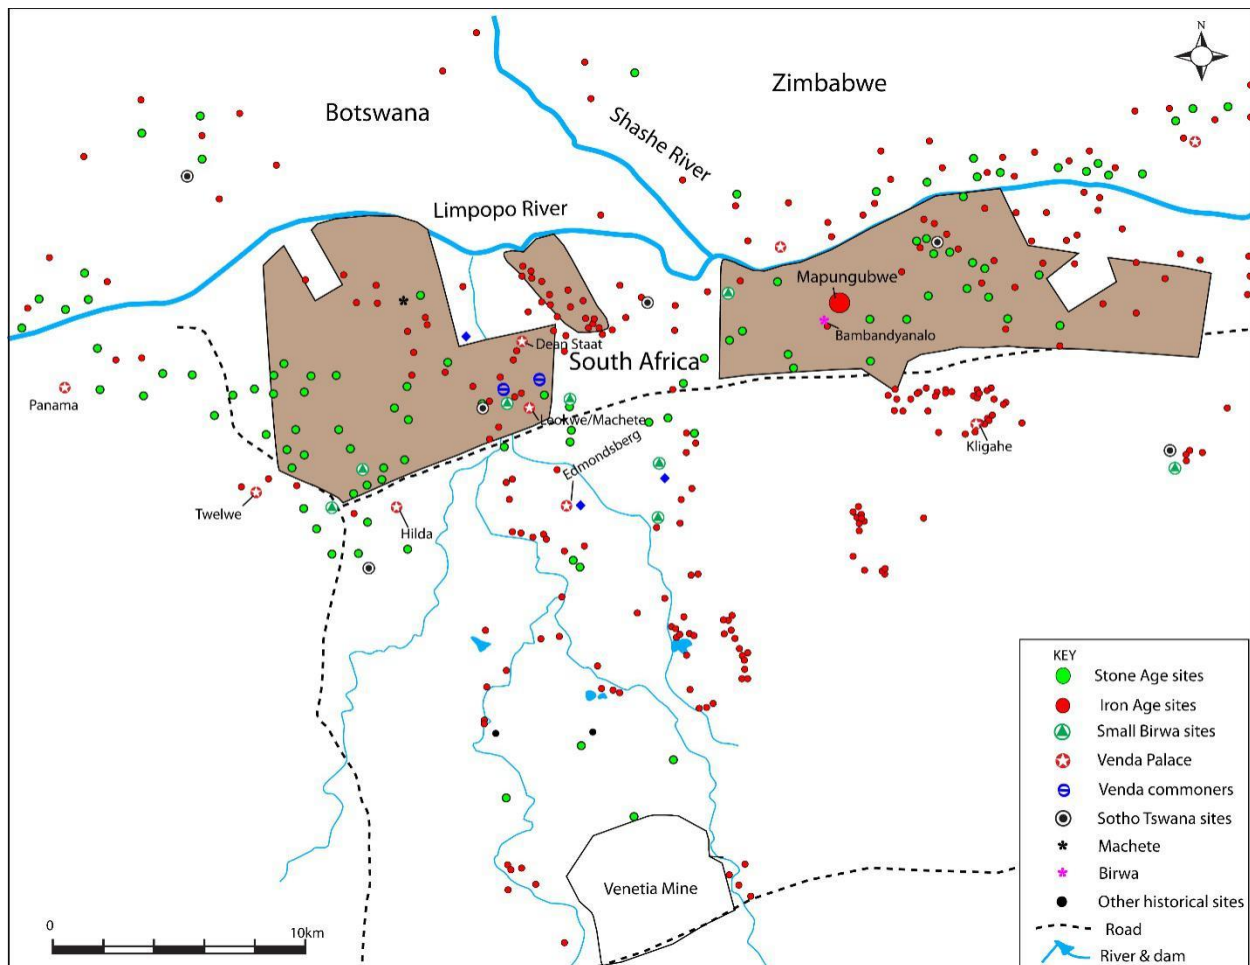 N
Zimbabwe
Botswana
Shashe River
Limpopo River
Mapungubwe
Bambandyanalo
Dean Staat
South Africa
Panama
Leokwe/Machete
Kligahe
Edmondsberg
Twelwe
Hilda
Venetia Mine
0
10km
KEY
Stone Age sites
Iron Age sites
Small Birwa sites
Venda Palace
Venda commoners
Sotho Tswana sites
Machete
Birwa
Other historical sites
Road
River & dam